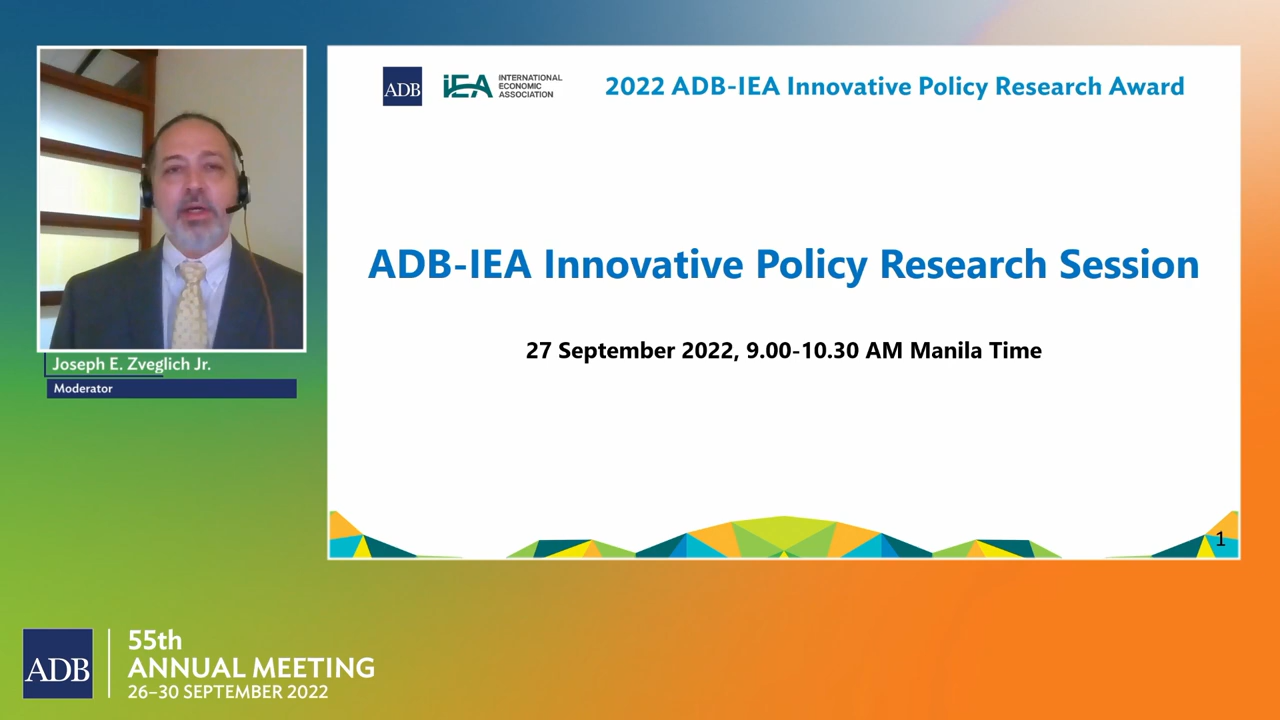 ADB
iEA
INTERNATIONAL
ECONOMIC
ASSOCIATION
2022 ADB-IEA Innovative Policy Research Award
ADB-IEA Innovative Policy Research Session
27 September 2022, 9.00-10.30 AM Manila Time
1
Joseph E. Zveglich Jr.
Moderator
ADB
55th
ANNUAL MEETING
26–30 SEPTEMBER 2022